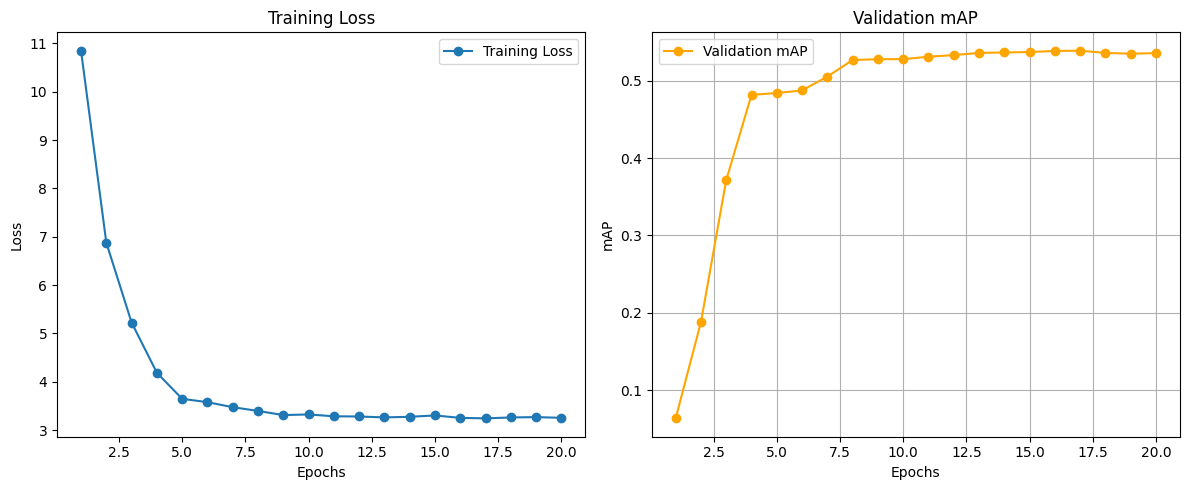 Training Loss
Training Loss
11
10
9
8
7
6
5
4
3
Loss
2.5 5.0 7.5 10.0 12.5 15.0 17.5 20.0
Epochs
Validation mAP
Validation mAP
0.5
0.4
0.3
0.2
0.1
mAP
2.5 5.0 7.5 10.0 12.5 15.0 17.5 20.0
Epochs